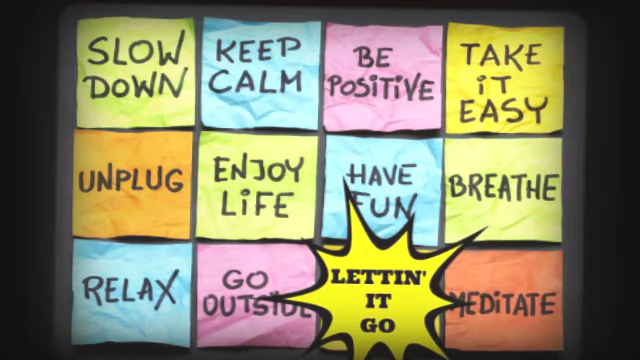 SLOW
DOWN
KEEP
CALM
BE
POSITIVE
TAKE
IT
EASY
UNPLUG
ENJOY
LIFE
HAVE
FUN
BREATHE
RELAX
GO
OUTSIDE
LETTIN'
IT
GO
MEDITATE